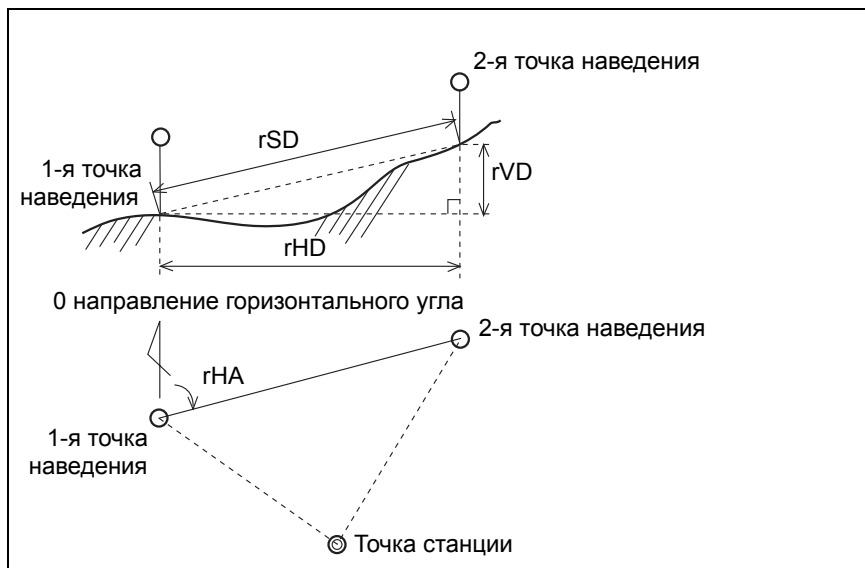 2-я точка наведения
rSD
1-я точка
наведения
rVD
rHD
0 направление горизонтального угла
2-я точка наведения
rHA
1-я точка
наведения
Точка станции